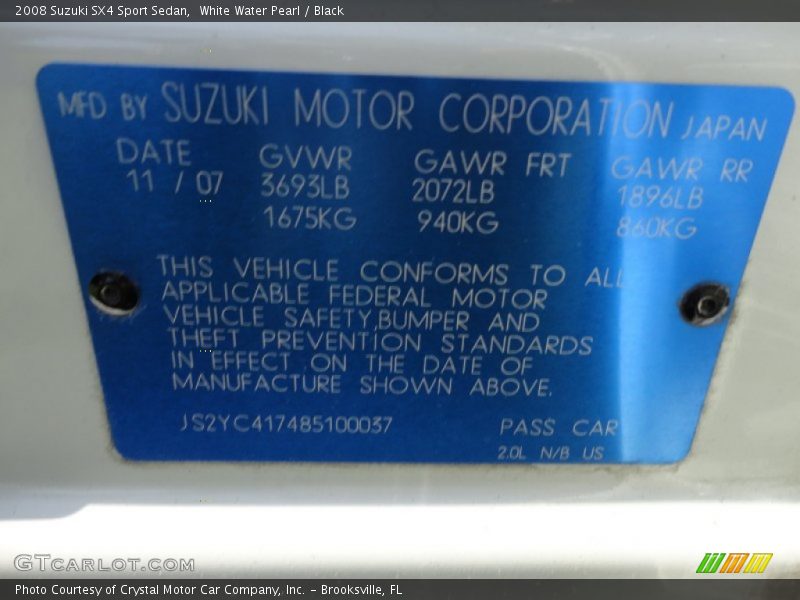 2008 Suzuki SX4 Sport Sedan,  White Water Pearl / Black
MFD BY SUZUKI MOTOR CORPORATION JAPAN
DATE GVWR GAWR FRT GAWR RR
11 / 07 3693LB 2072LB 1896LB
1675KG 940KG 860KG
THIS VEHICLE CONFORMS TO ALL
APPLICABLE FEDERAL MOTOR
VEHICLE SAFETY,BUMPER AND
THEFT PREVENTION STANDARDS
IN EFFECT ON THE DATE OF
MANUFACTURE SHOWN ABOVE.
JS2YC417485100037 PASS CAR
2.0L N/B US
GTCARLOT.COM
Photo Courtesy of Crystal Motor Car Company, Inc. – Brooksville, FL